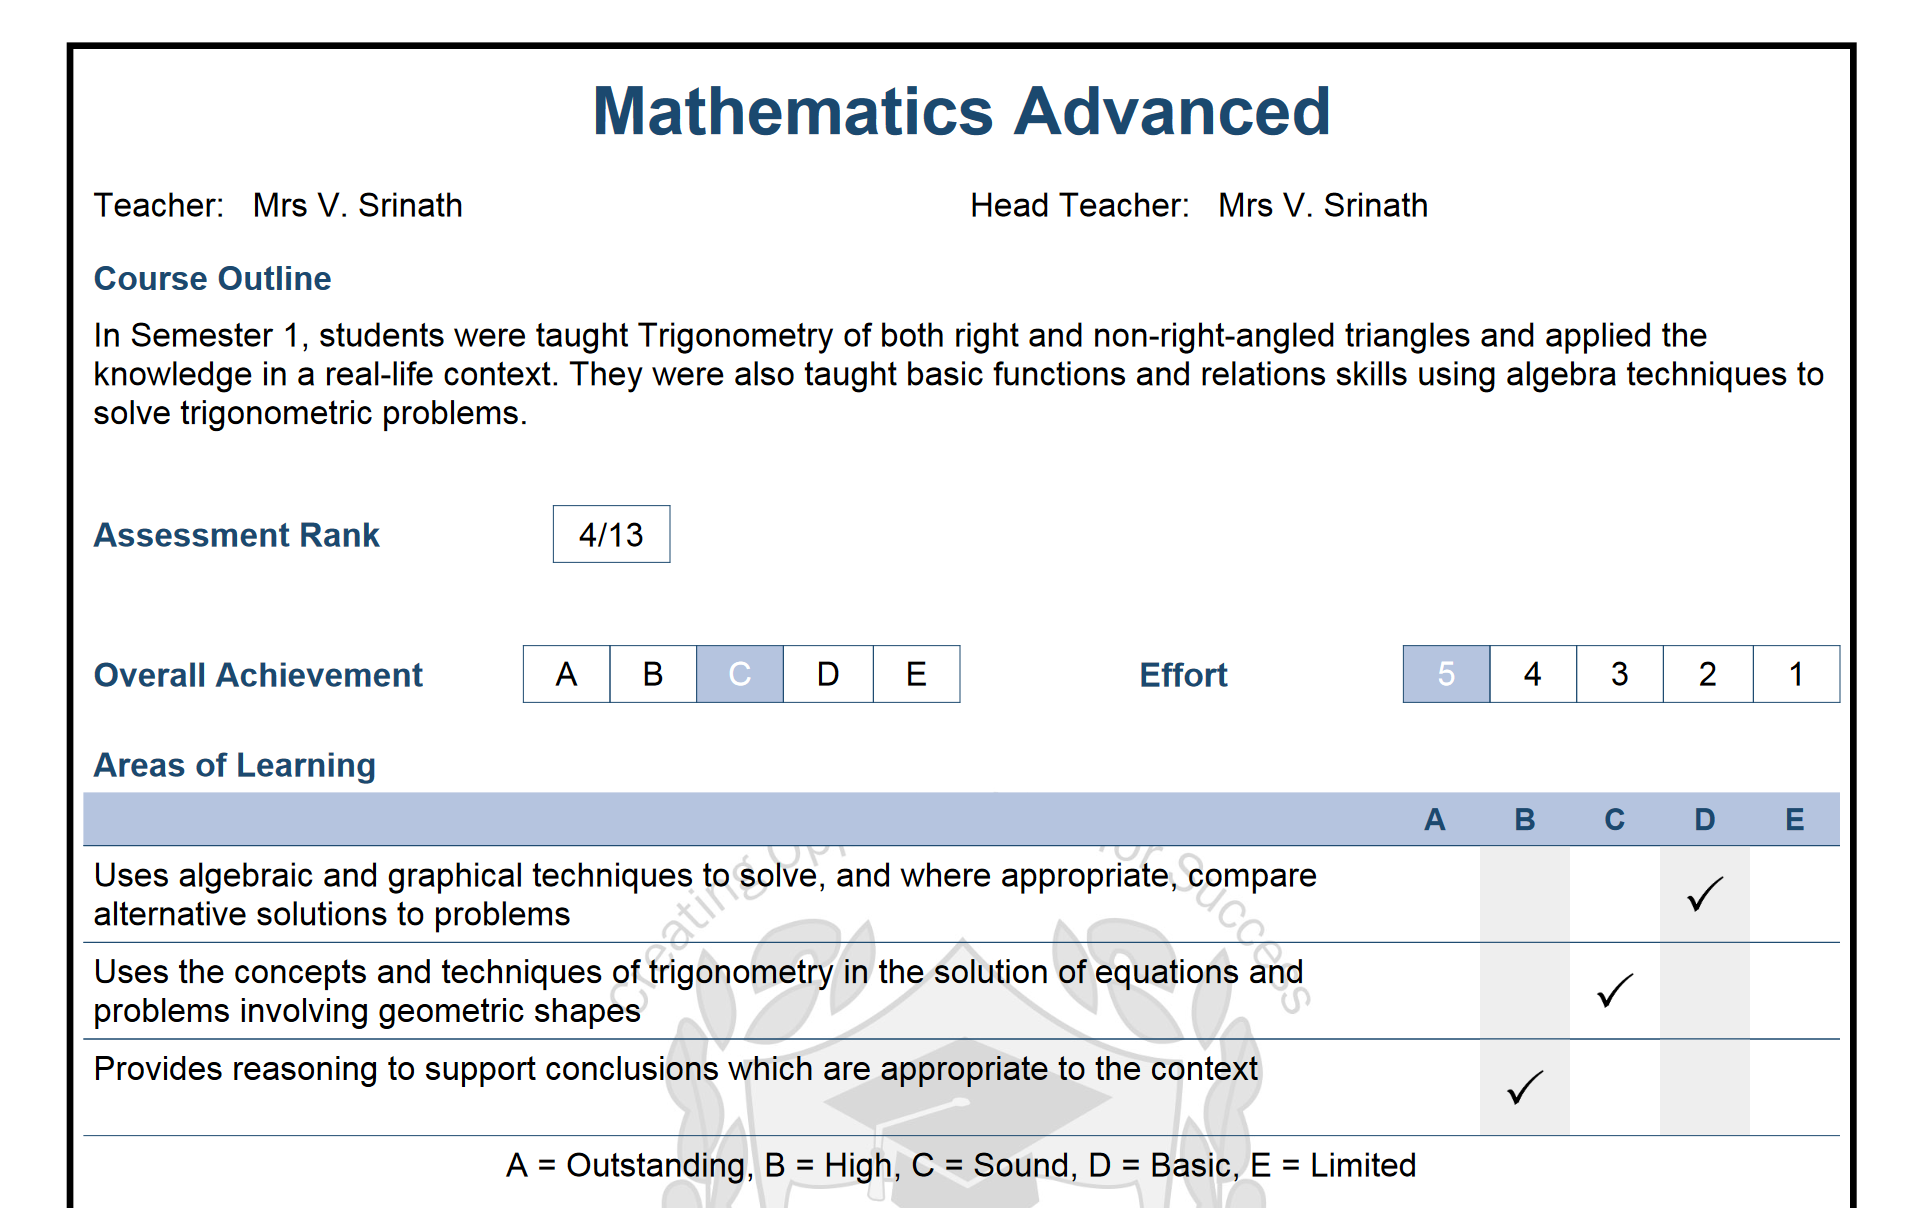 Mathematics Advanced
Teacher: Mrs V. Srinath Head Teacher: Mrs V. Srinath
Course Outline
In Semester 1, students were taught Trigonometry of both right and non-right-angled triangles and applied the
knowledge in a real-life context. They were also taught basic functions and relations skills using algebra techniques to
solve trigonometric problems.
Assessment Rank 4/13
Overall Achievement A B C D E Effort 5 4 3 2 1
Areas of Learning
A B C D E
Uses algebraic and graphical techniques to solve, and where appropriate, compare
alternative solutions to problems ✓
Uses the concepts and techniques of trigonometry in the solution of equations and
problems involving geometric shapes ✓
Provides reasoning to support conclusions which are appropriate to the context
✓
A = Outstanding, B = High, C = Sound, D = Basic, E = Limited
Creating Opp for Success